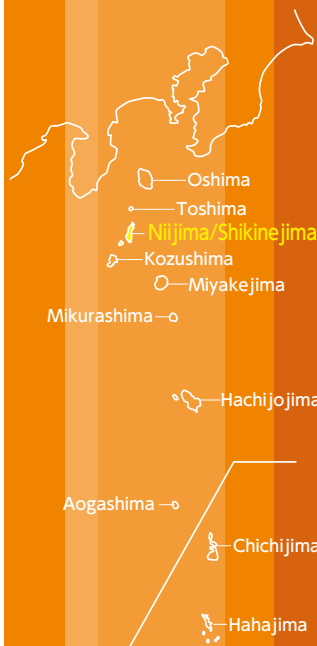 Oshima
Toshima
Niijima/Shikinejima
Kozushima
Miyakejima
Mikurashima
Hachijojima
Aogashima
Chichijima
Hahajima